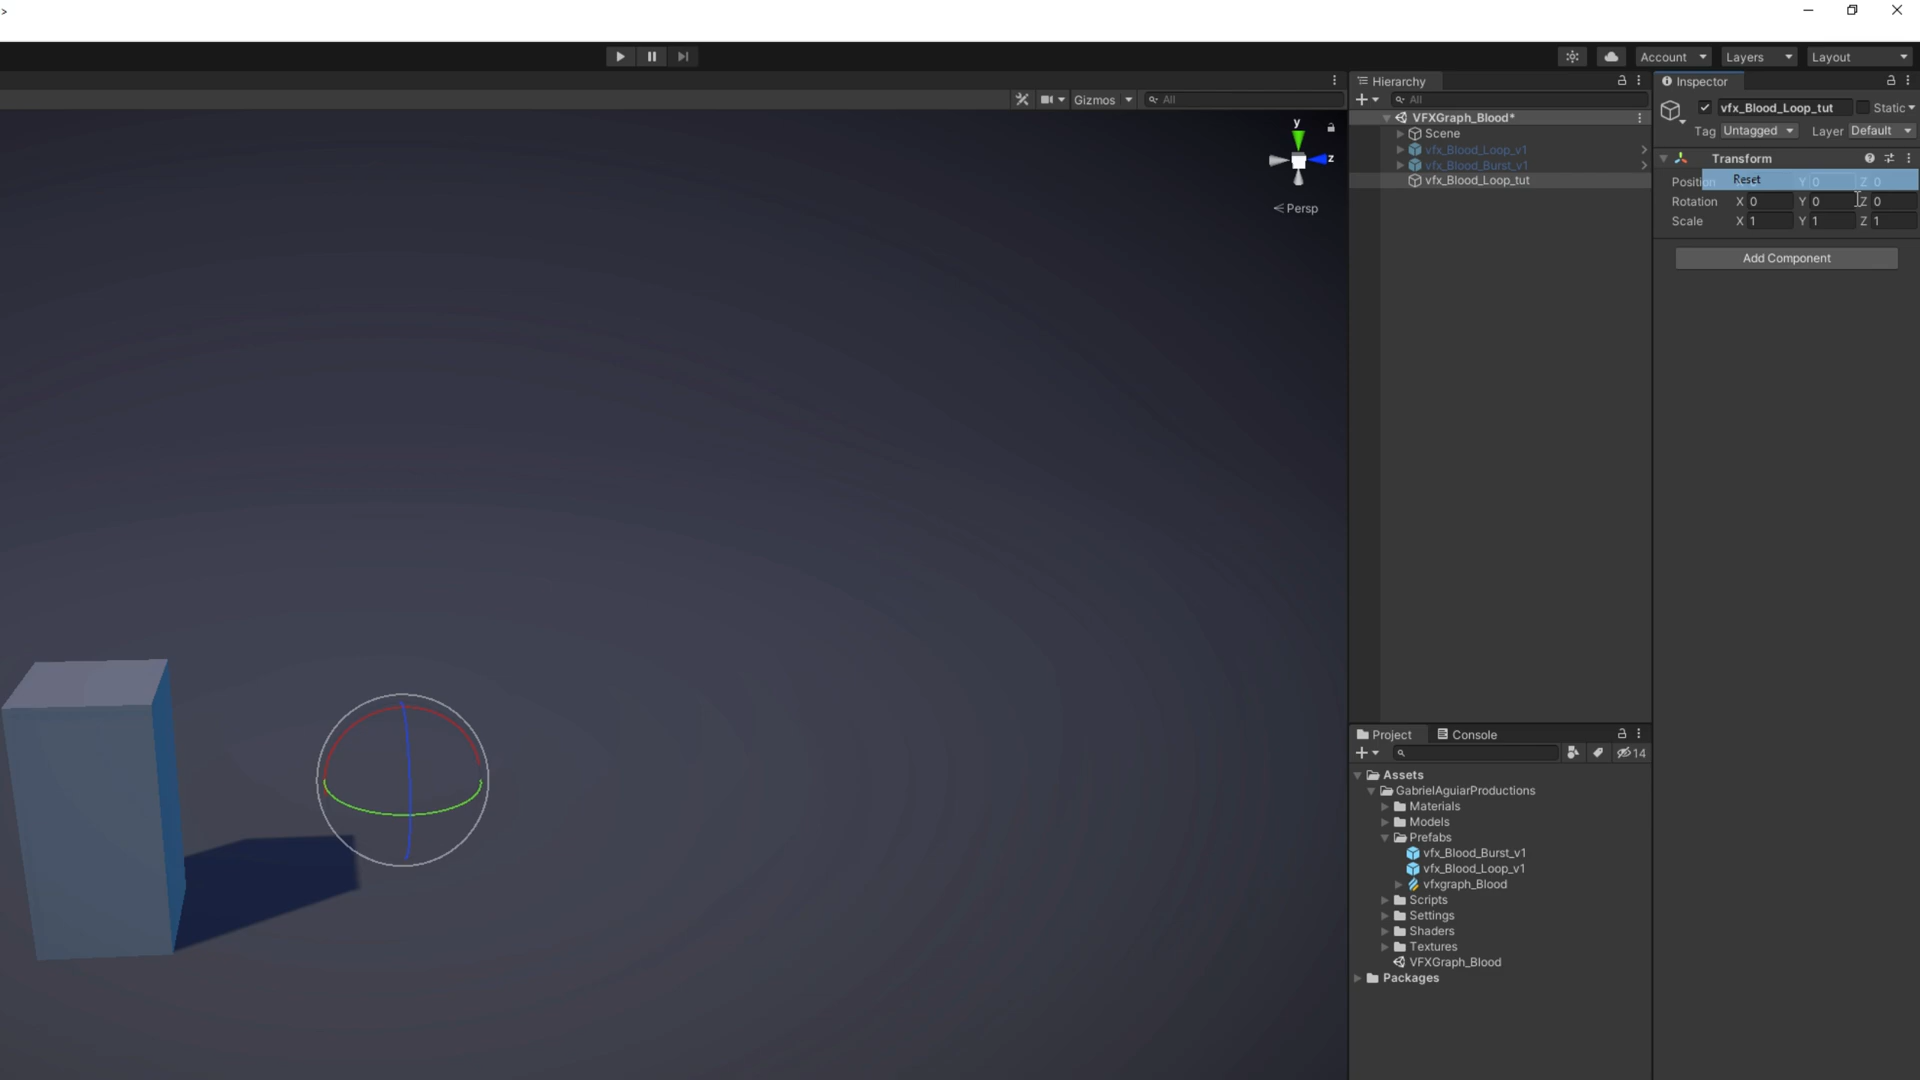 >
Account
Layers
Layout
Hierarchy
Inspector
Gizmos
All
All
vfx_Blood_Loop_tut
Static
Tag Untagged
Layer Default
VFXGraph_Blood*
Scene
vfx_Blood_Loop_v1
vfx_Blood_Burst_v1
vfx_Blood_Loop_tut
y
z
Persp
Transform
Reset
Position Y 0 Z 0
Rotation X 0 Y 0 Z 0
Scale X 1 Y 1 Z 1
Add Component
Project
Console
14
Assets
GabrielAguiarProductions
Materials
Models
Prefabs
vfx_Blood_Burst_v1
vfx_Blood_Loop_v1
vfxgraph_Blood
Scripts
Settings
Shaders
Textures
VFXGraph_Blood
Packages